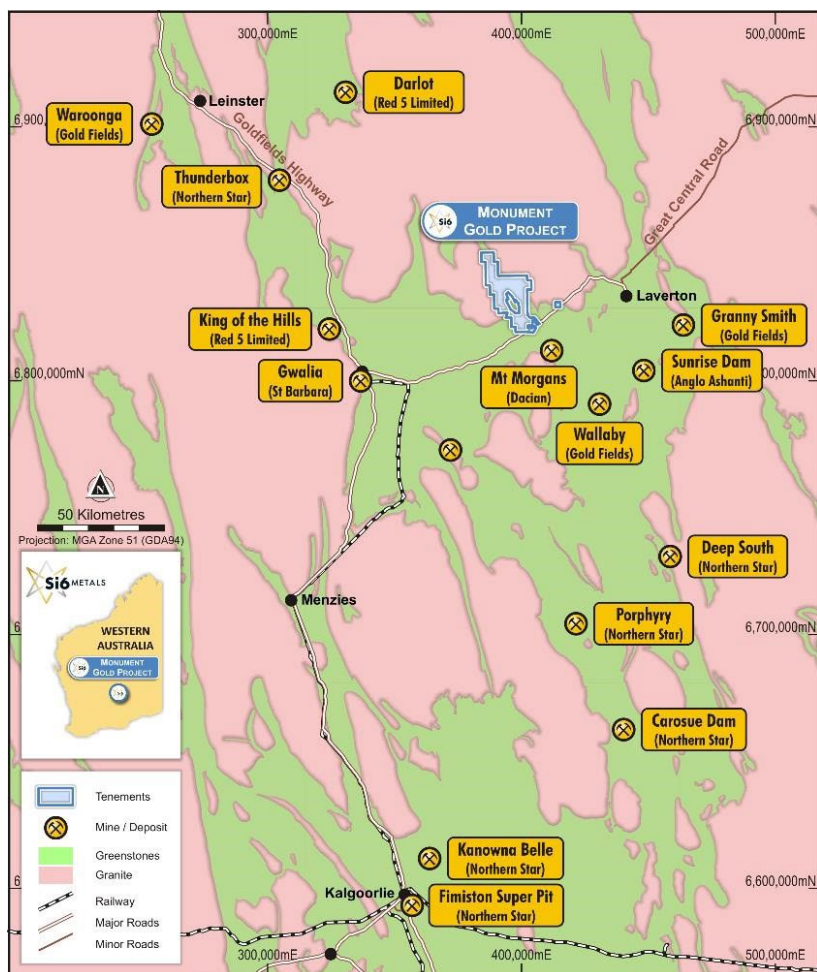 300,000mE
400,000mE
500,000mE
Darlot
(Red 5 Limited)
Leinster
Waroonga
(Gold Fields)
6,900,
6,900,000mN
Goldfields Highway
Thunderbox
(Northern Star)
Great Central Road
Si6
MONUMENT
GOLD PROJECT
Laverton
King of the Hills
(Red 5 Limited)
Granny Smith
(Gold Fields)
Gwalia
(St Barbara)
Mt Morgans
(Dacian)
Sunrise Dam
(Anglo Ashanti)
6,800,000mN
00,000mN
Wallaby
(Gold Fields)
N
50 Kilometres
Projection: MGA Zone 51 (GDA94)
Deep South
(Northern Star)
Si6 METALS
Menzies
Porphyry
(Northern Star)
WESTERN
AUSTRALIA
6,
6,700,000mN
Si6
MONUMENT
GOLD PROJECT
Si6
Carosue Dam
(Northern Star)
Tenements
Mine / Deposit
Greenstones
Granite
Railway
Major Roads
Minor Roads
Kanowna Belle
(Northern Star)
Kalgoorlie
6,600,000mN
Fimiston Super Pit
(Northern Star)
300,000mE
400,000mE
500,000mE